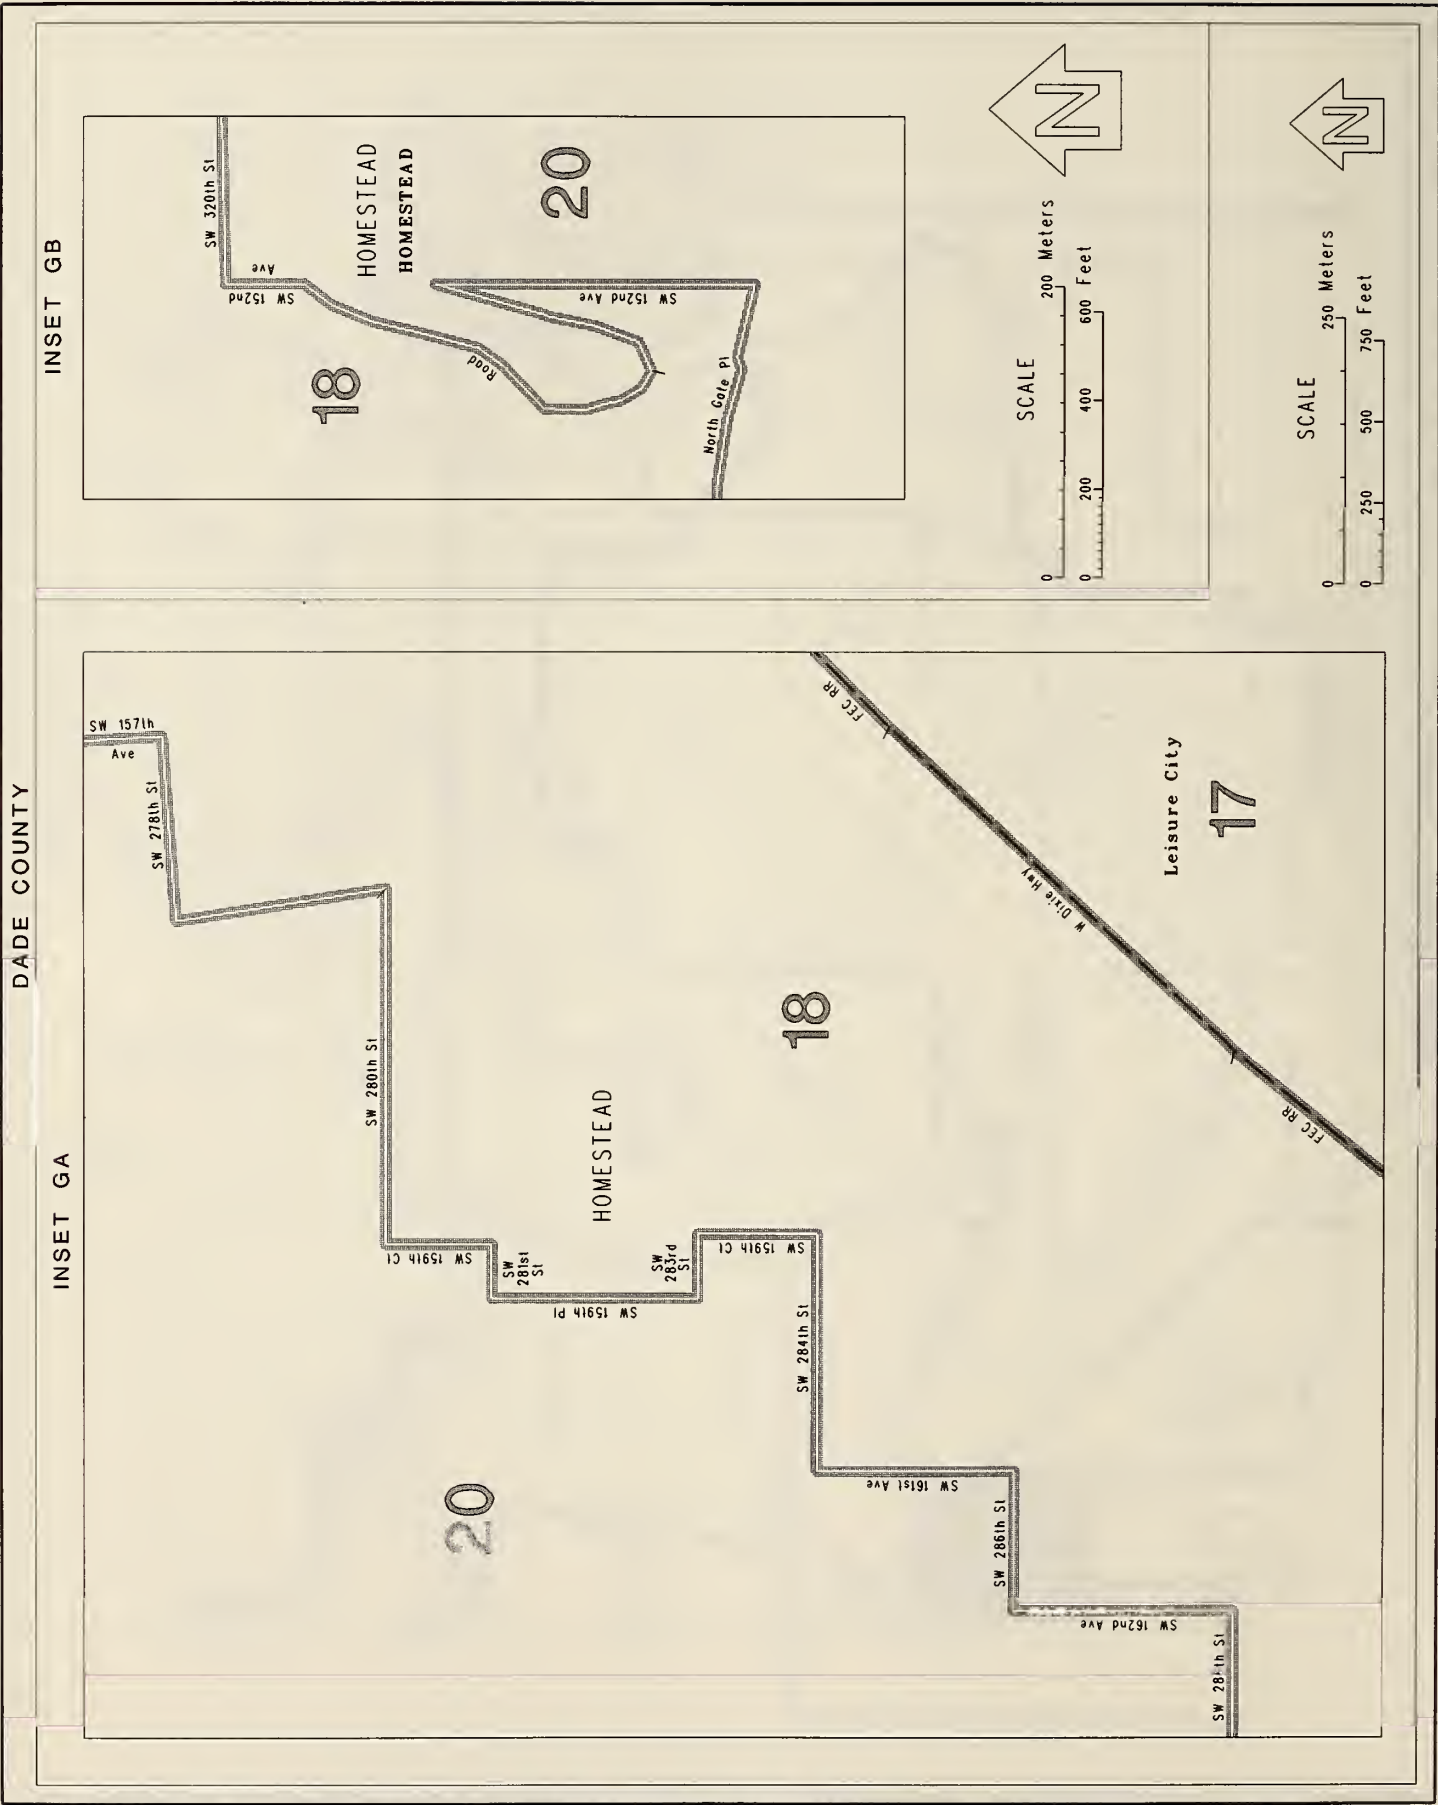 DADE COUNTY
INSET GA
SW 157th
Ave
SW 278th St
SW 280th St
SW 159th Ct
SW
281st
St
SW 159th Pl
SW
283rd
St
SW 159th Ct
SW 284th St
SW 161st Ave
SW 286th St
SW 162nd Ave
HOMESTEAD
20
18
FEC RR
W Dixie Hwy
FEC RR
Leisure City
17
INSET GB
SW 320th St
SW 152nd
Ave
HOMESTEAD
HOMESTEAD
20
18
Road
SW 152nd Ave
North Gate Pl
SCALE
0 200 Meters
0 200 400 600 Feet
N
SCALE
0 250 Meters
0 250 500 750 Feet
N